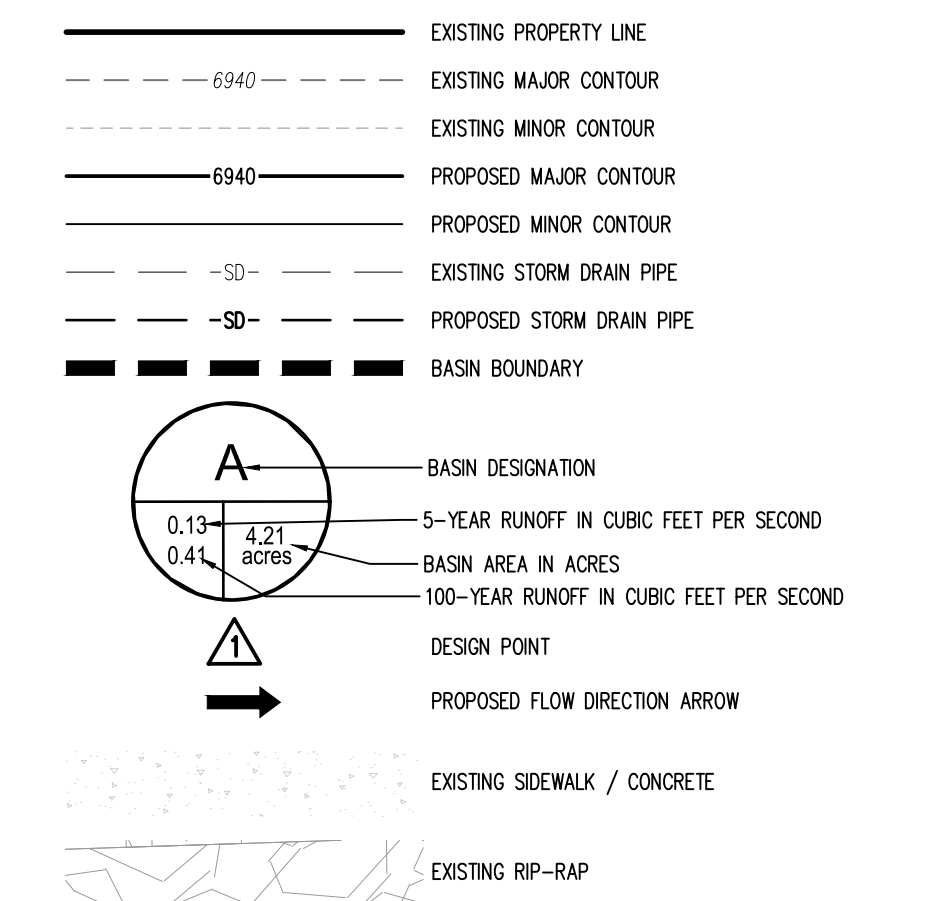 EXISTING PROPERTY LINE
6940 EXISTING MAJOR CONTOUR
EXISTING MINOR CONTOUR
6940 PROPOSED MAJOR CONTOUR
PROPOSED MINOR CONTOUR
SD EXISTING STORM DRAIN PIPE
SD PROPOSED STORM DRAIN PIPE
BASIN BOUNDARY
A BASIN DESIGNATION
0.13 5-YEAR RUNOFF IN CUBIC FEET PER SECOND
4.21
acres BASIN AREA IN ACRES
0.41 100-YEAR RUNOFF IN CUBIC FEET PER SECOND
1 DESIGN POINT
PROPOSED FLOW DIRECTION ARROW
EXISTING SIDEWALK / CONCRETE
EXISTING RIP-RAP